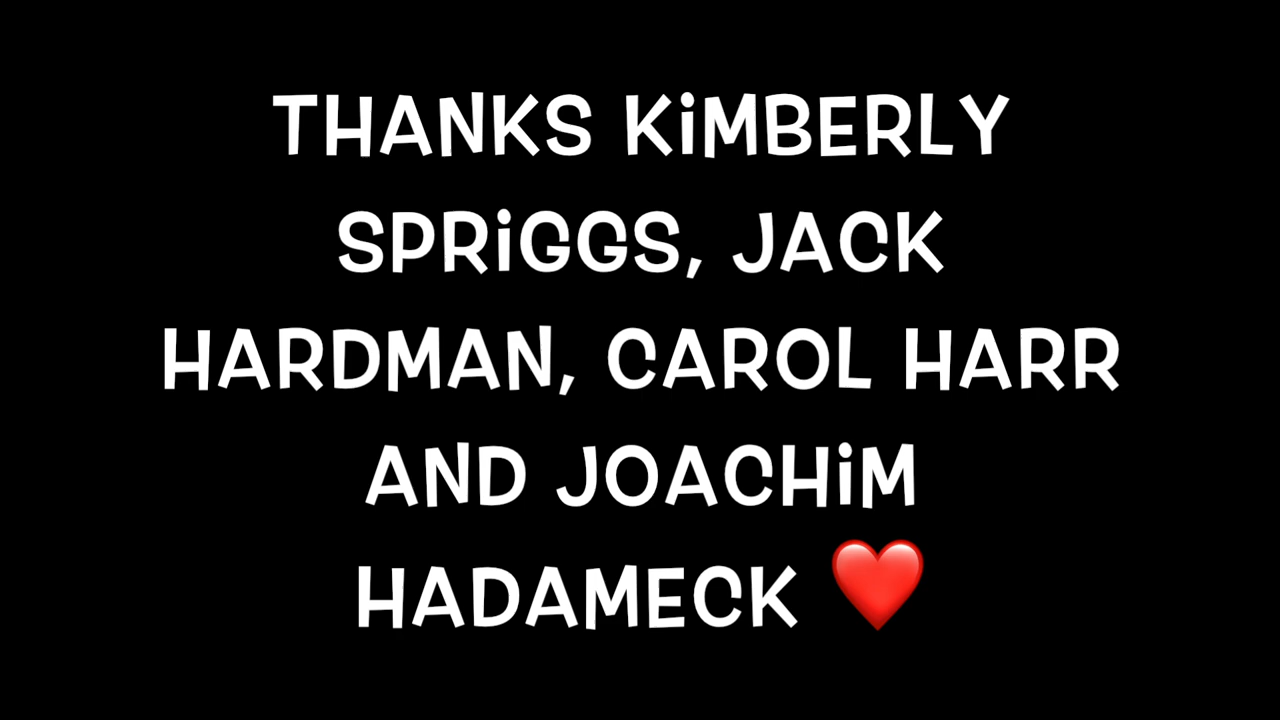 THANKS KiMBERLY
SPRiGGS, JACK
HARDMAN, CAROL HARR
AND JOACHiM
HADAMECK ❤️